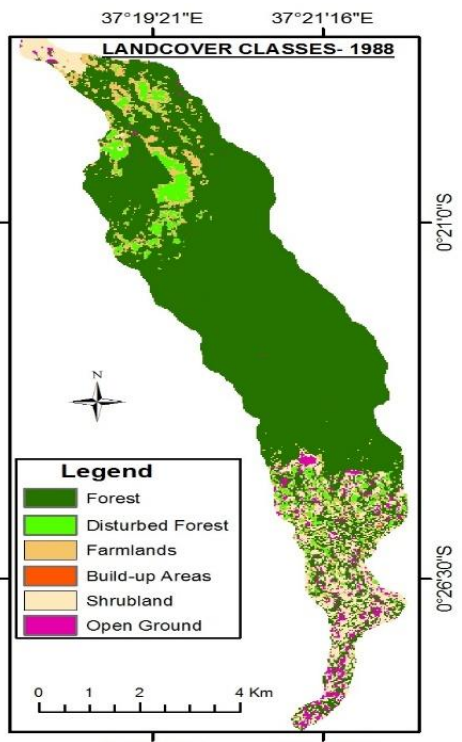 37°19'21"E 37°21'16"E
LANDCOVER CLASSES- 1988
0°21'0"S
N
Legend
Forest
Disturbed Forest
Farmlands
Build-up Areas
Shrubland
Open Ground
0°26'30"S
0 1 2 4 Km